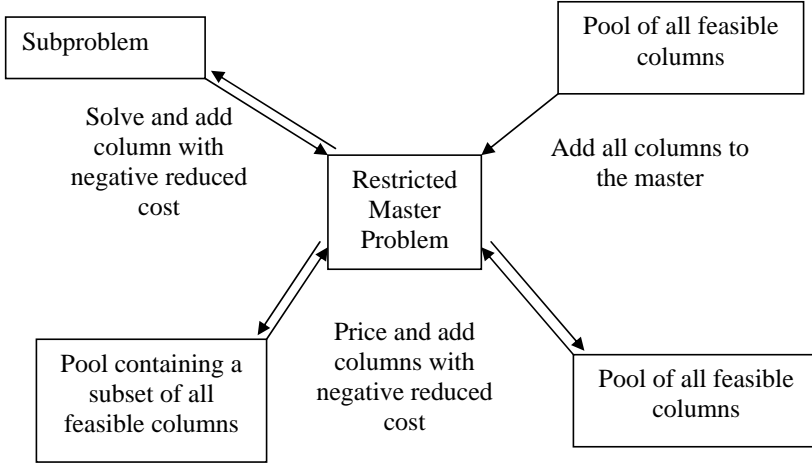 Subproblem
Pool of all feasible
columns
Solve and add
column with
negative reduced
cost
Add all columns to
the master
Restricted
Master
Problem
Pool containing a
subset of all
feasible columns
Price and add
columns with
negative reduced
cost
Pool of all feasible
columns